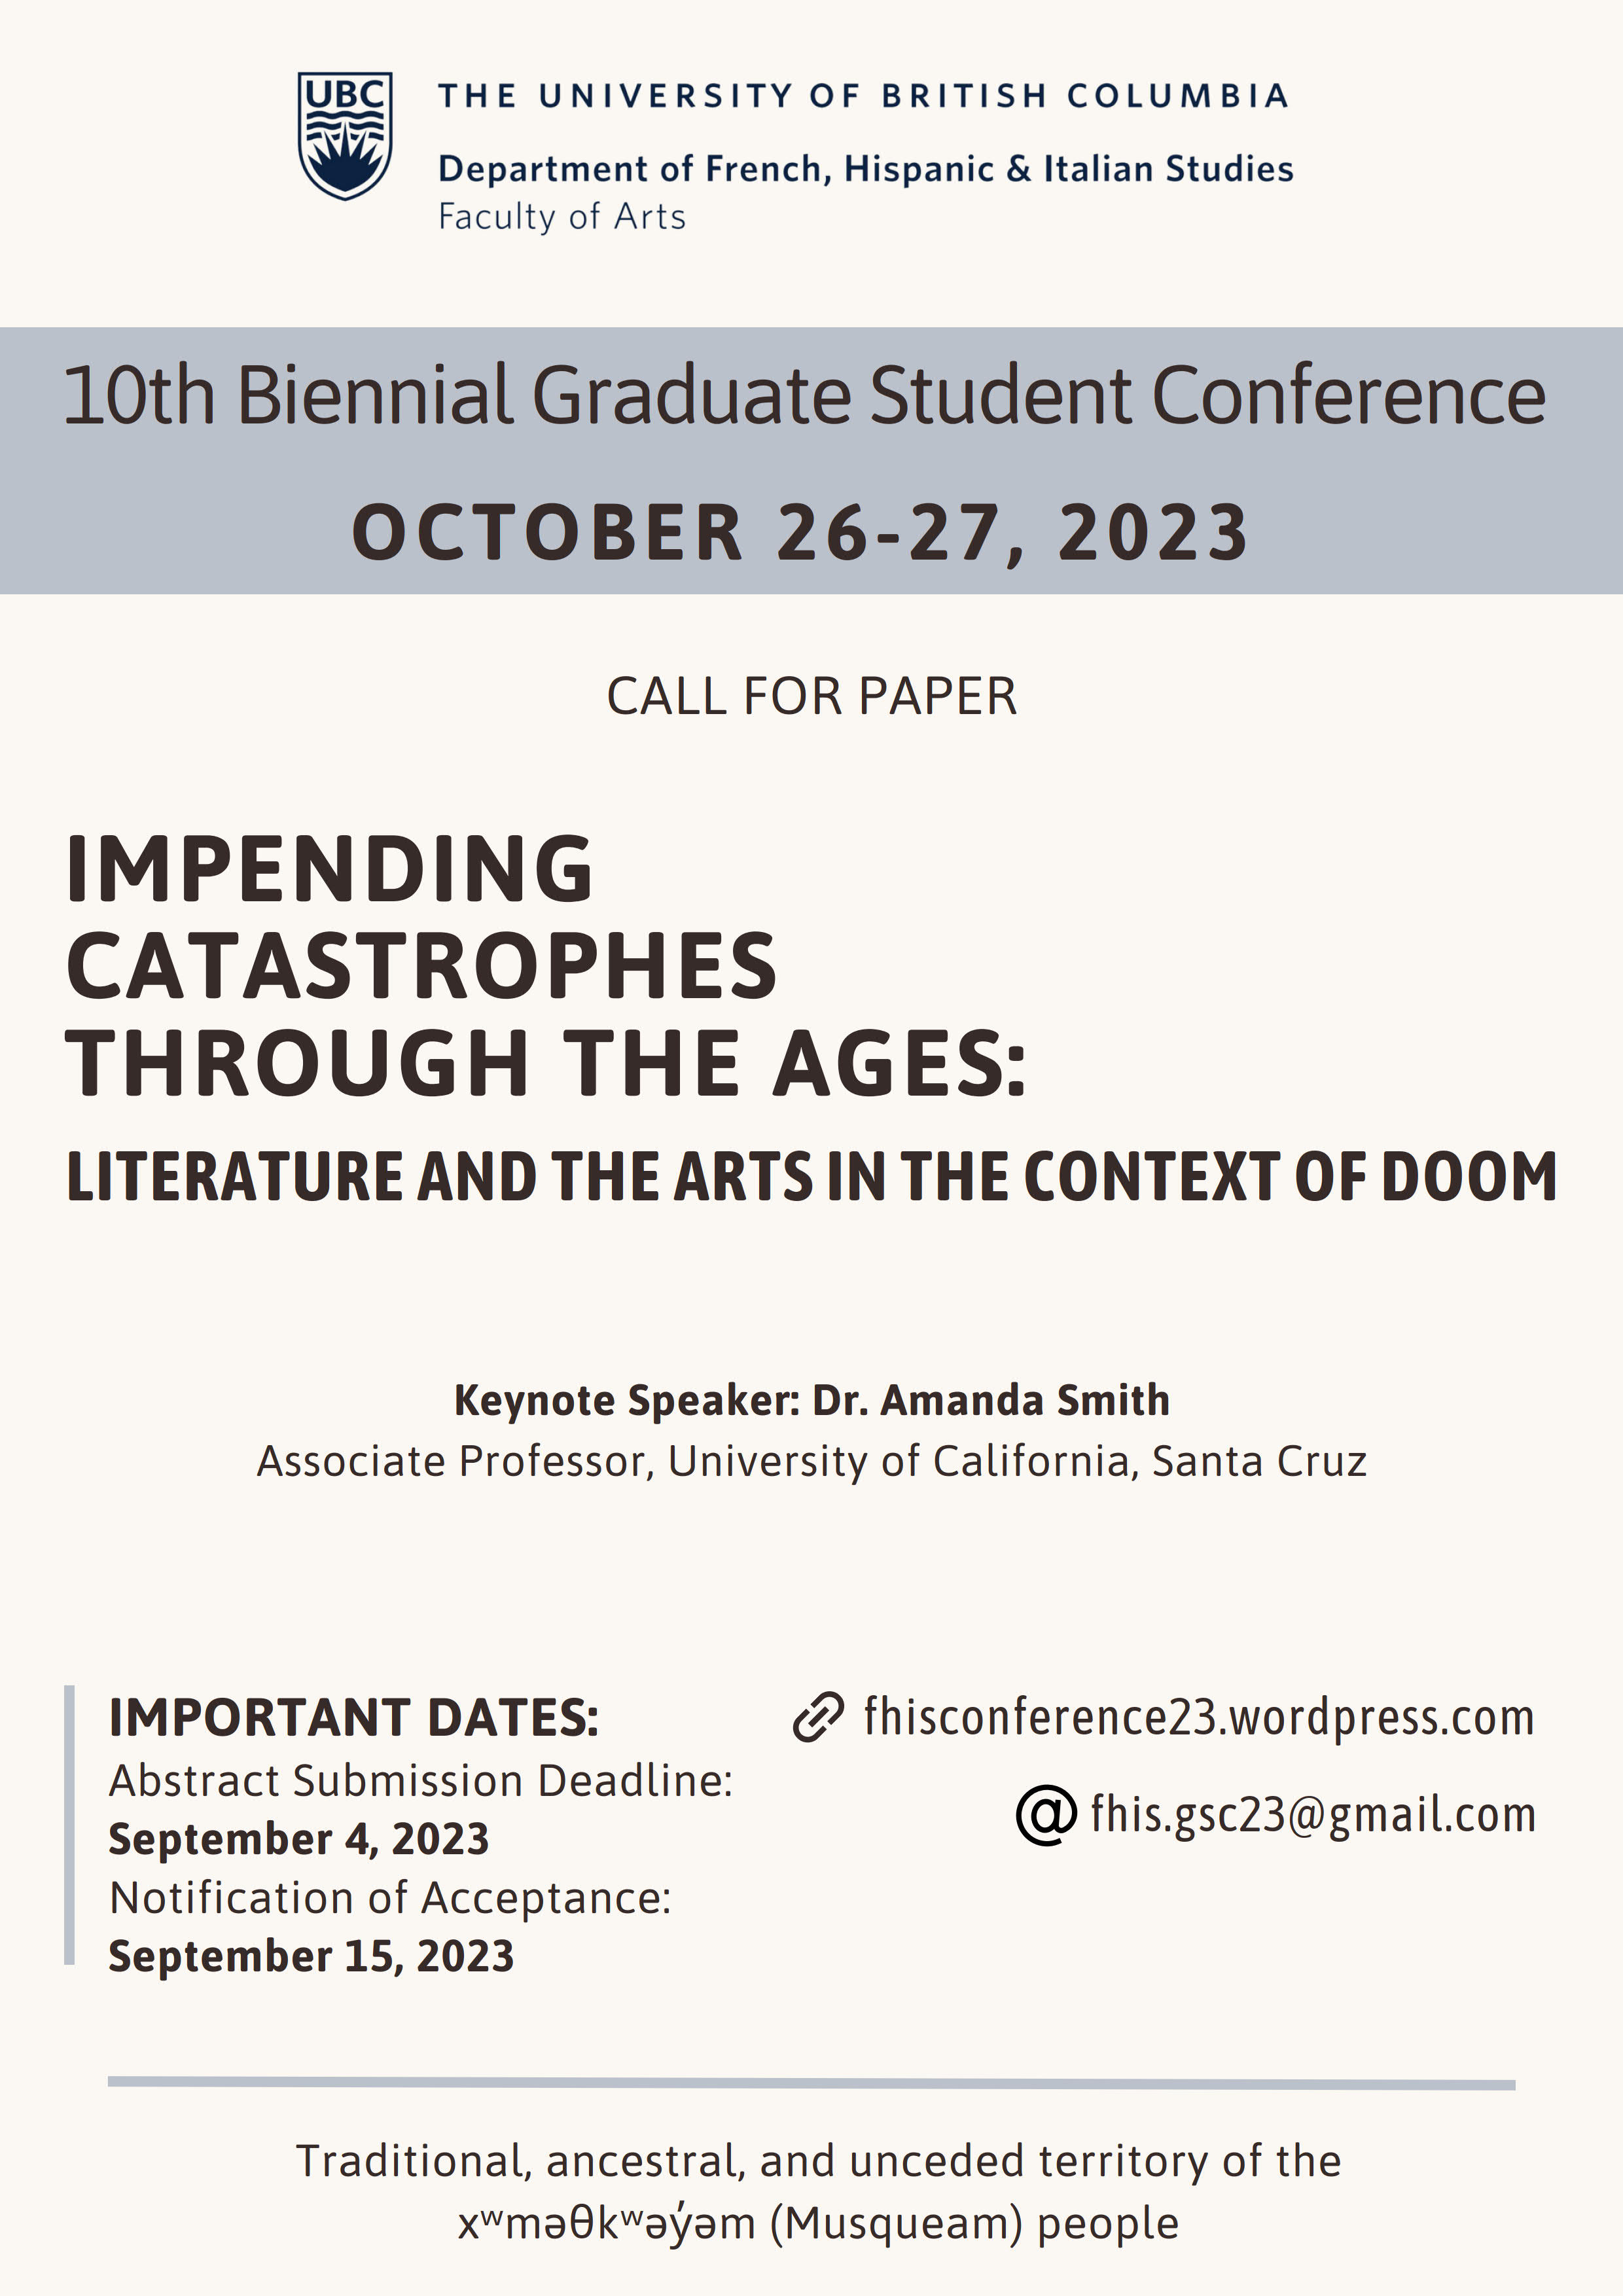 UBC
THE UNIVERSITY OF BRITISH COLUMBIA
Department of French, Hispanic & Italian Studies
Faculty of Arts
10th Biennial Graduate Student Conference
OCTOBER 26-27, 2023
CALL FOR PAPER
IMPENDING
CATASTROPHES
THROUGH THE AGES:
LITERATURE AND THE ARTS IN THE CONTEXT OF DOOM
Keynote Speaker: Dr. Amanda Smith
Associate Professor, University of California, Santa Cruz
IMPORTANT DATES:
Abstract Submission Deadline:
September 4, 2023
Notification of Acceptance:
September 15, 2023
fhisconference23.wordpress.com
@ fhis.gsc23@gmail.com
Traditional, ancestral, and unceded territory of the
xʷməθkʷəy̓əm (Musqueam) people